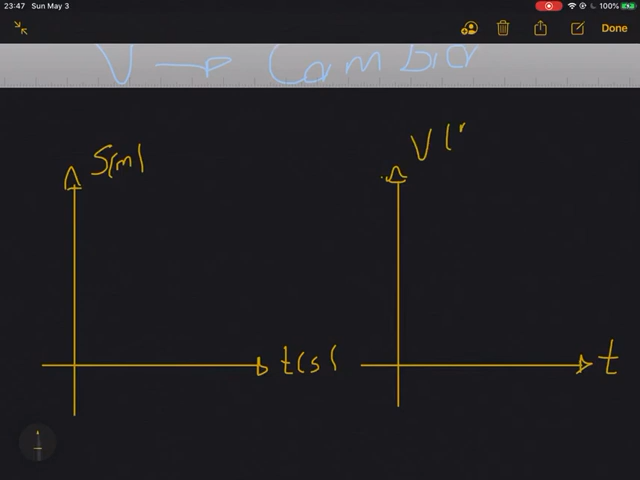 23:47 Sun May 3
100%
Done
V → Cambia
S(m) V (
t(s( t